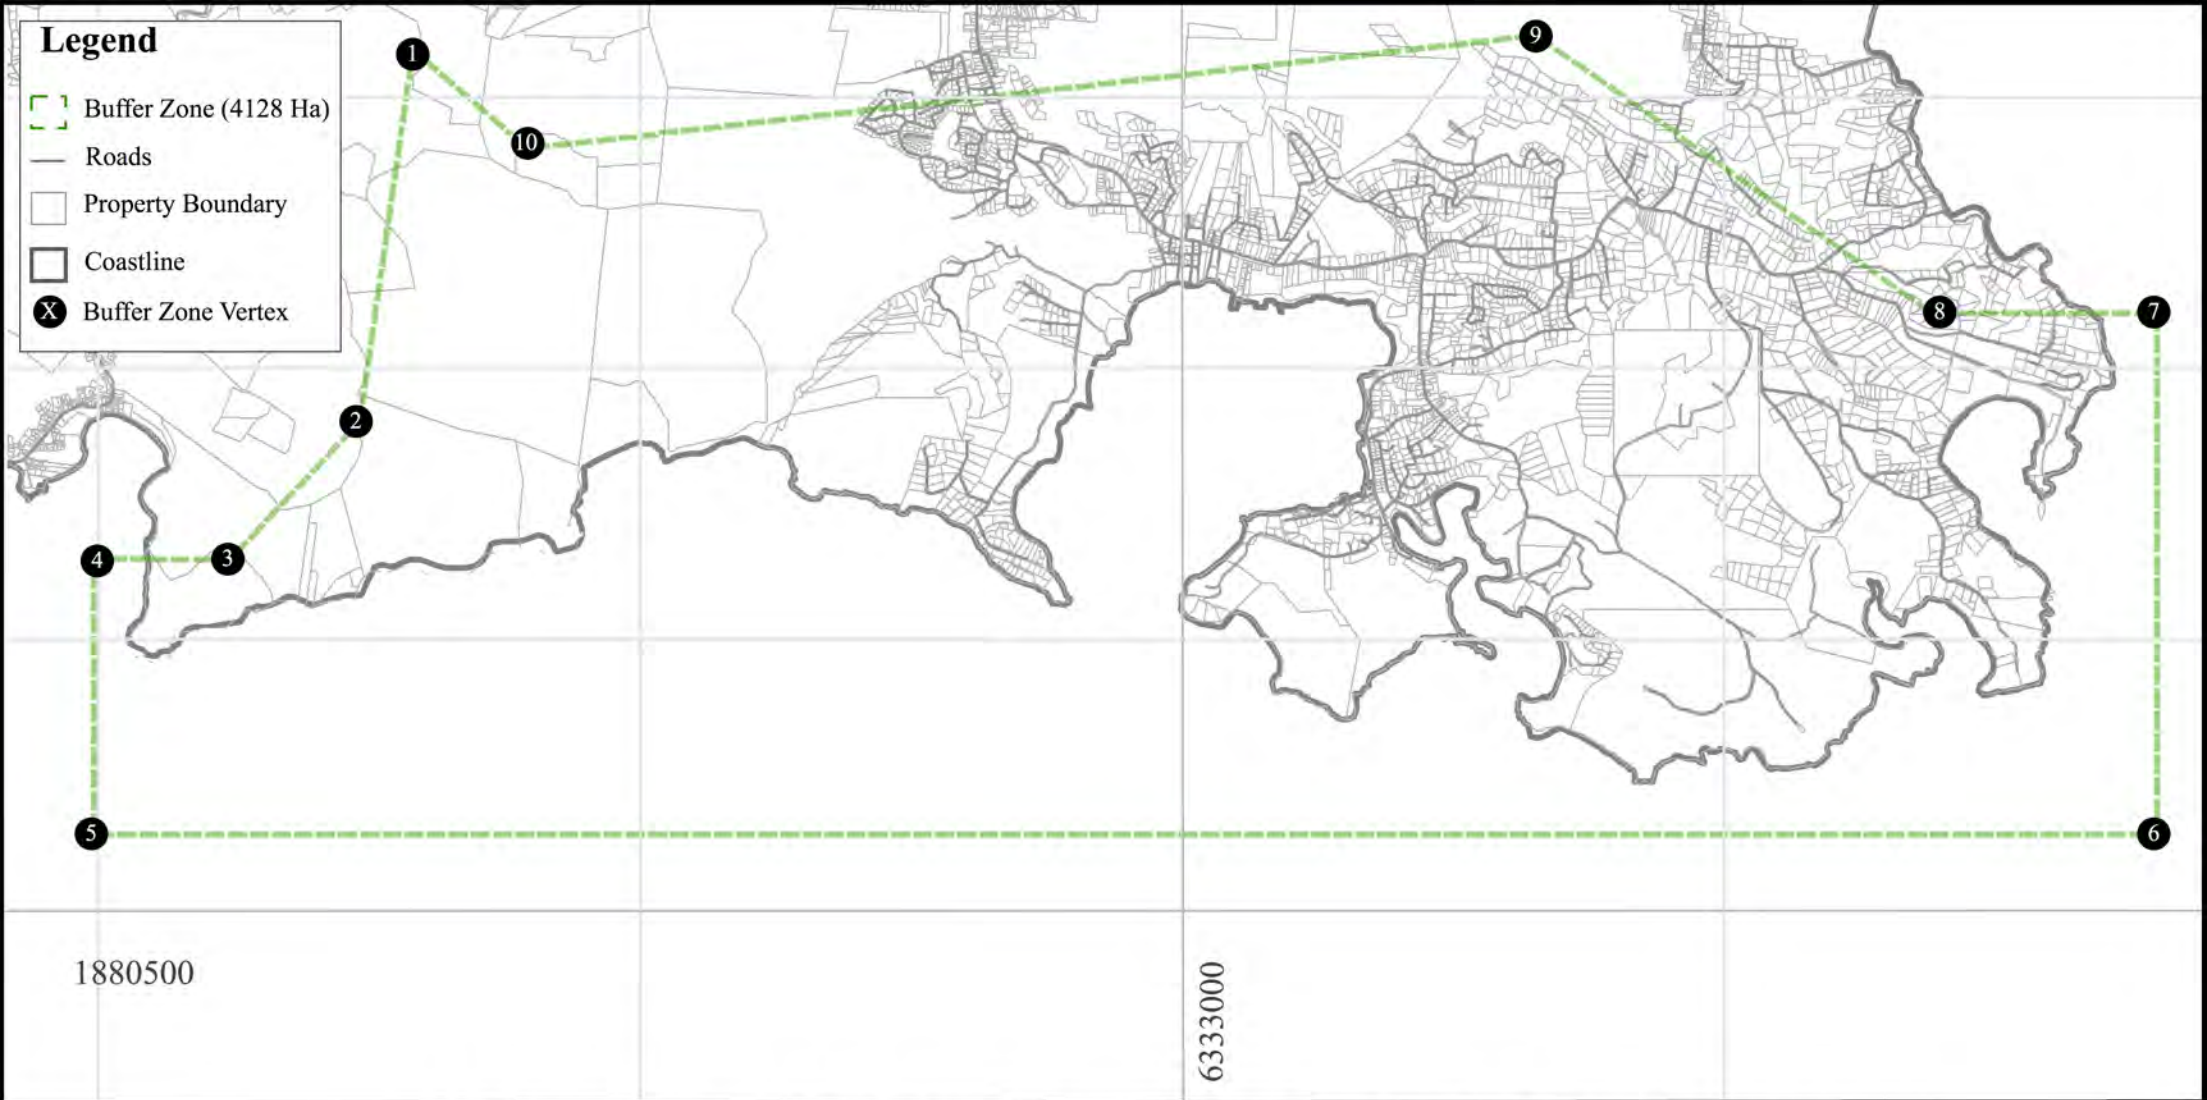 Legend
Buffer Zone (4128 Ha)
Roads
Property Boundary
Coastline
X Buffer Zone Vertex
1
9
10
7
8
2
4
3
5
6
1880500
6333000